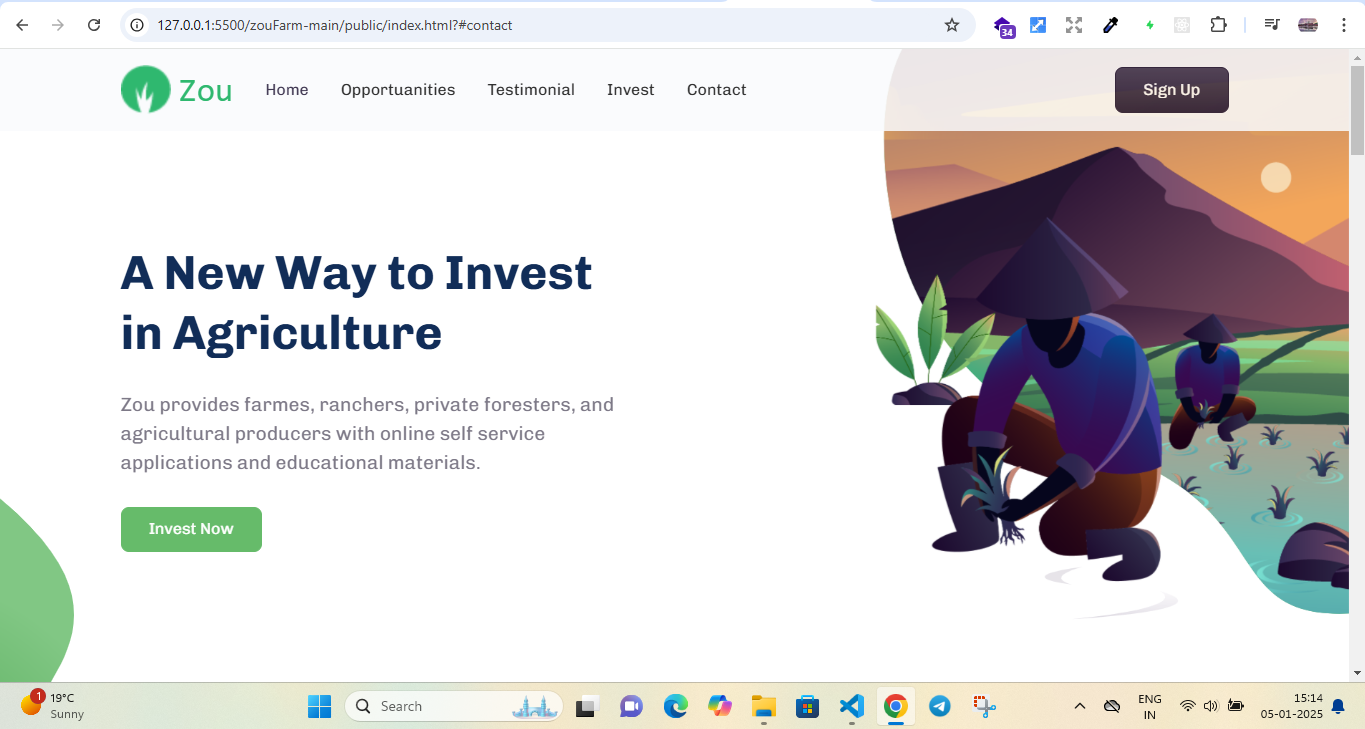 127.0.0.1:5500/zouFarm-main/public/index.html?#contact
34
Zou
Home
Opportuanities
Testimonial
Invest
Contact
Sign Up
A New Way to Invest
in Agriculture
Zou provides farmes, ranchers, private foresters, and
agricultural producers with online self service
applications and educational materials.
Invest Now
1
19°C
Sunny
Search
ENG
IN
15:14
05-01-2025